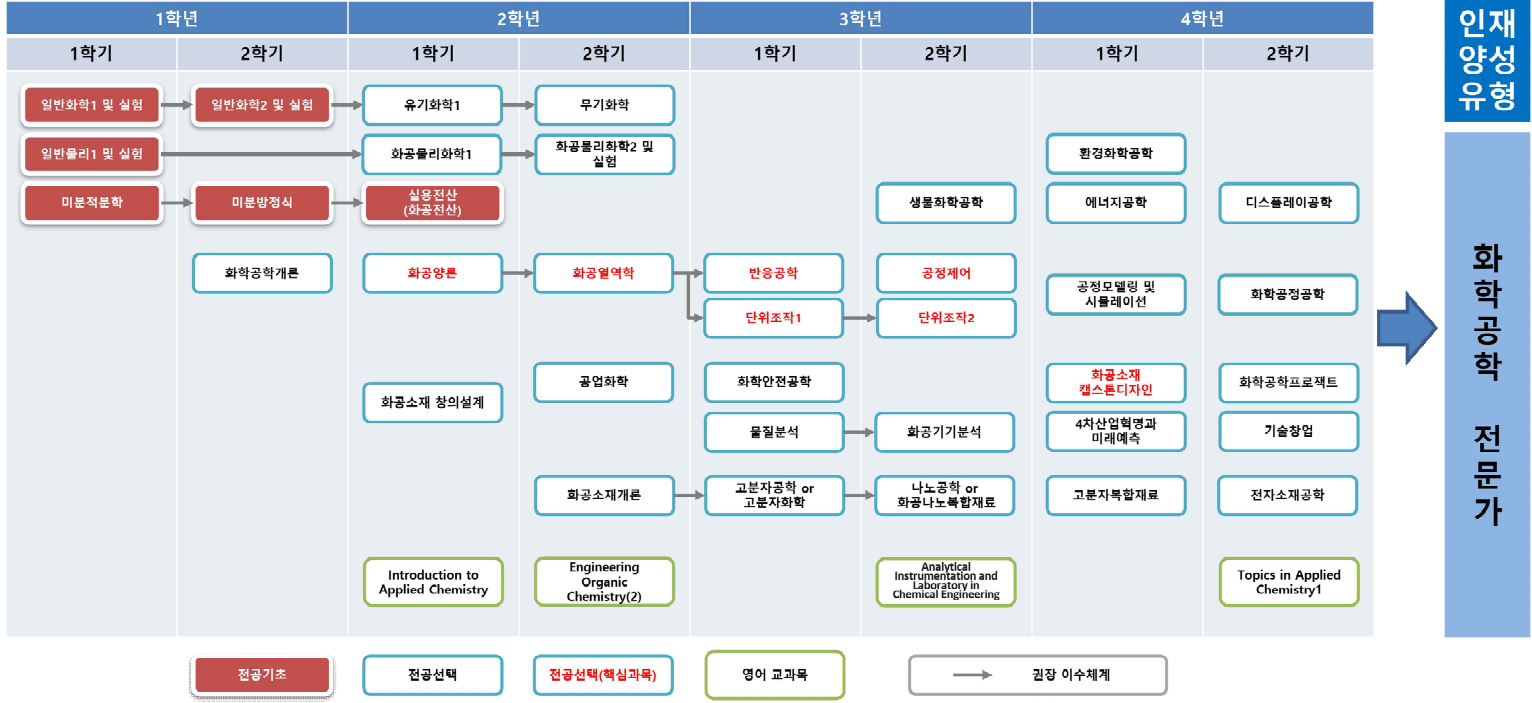 1학년
2학년
3학년
4학년
1학기
2학기
1학기
2학기
1학기
2학기
1학기
2학기
일반화학1 및 실험
일반화학2 및 실험
유기화학1
무기화학
일반물리1 및 실험
화공물리화학1
화공물리화학2 및
실험
환경화학공학
미분적분학
미분방정식
실용전산
(화공전산)
생물화학공학
에너지공학
디스플레이공학
화학공학개론
화공양론
화공열역학
반응공학
공정제어
공정모델링 및
시뮬레이션
화학공정공학
단위조작1
단위조작2
화공소재 창의설계
공업화학
화학안전공학
화공소재
캡스톤디자인
화학공학프로잭트
물질분석
화공기기분석
4차산업혁명과
미래예측
기술창업
화공소재개론
고분자공학 or
고분자화학
나노공학 or
화공나노복합재료
고분자복합재료
전자소재공학
Introduction to
Applied Chemistry
Engineering
Organic
Chemistry(2)
Analytical
Instrumentation and
Laboratory in
Chemical Engineering
Topics in Applied
Chemistry1
전공기초
전공선택
전공선택(핵심과목)
영어 교과목
권장 이수체계
인재
양성
유형
화
학
공
학
전
문
가